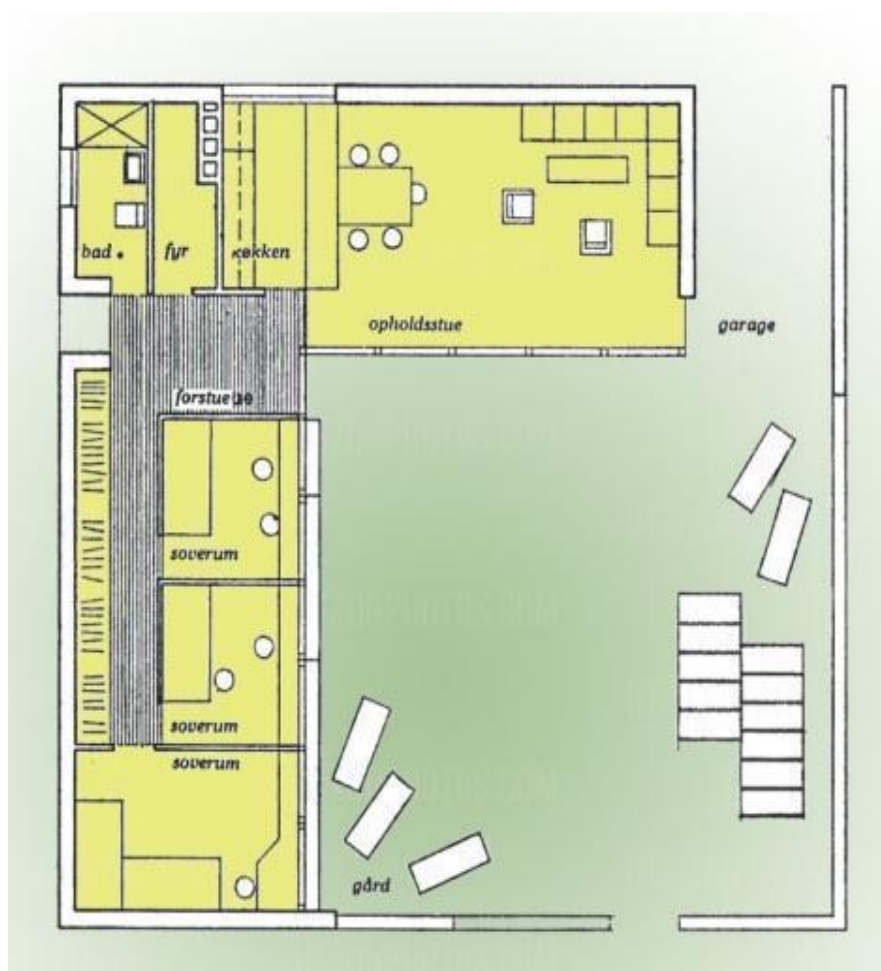 bad
fyr
køkken
opholdsstue
garage
forstue
soverum
soverum
soverum
gård